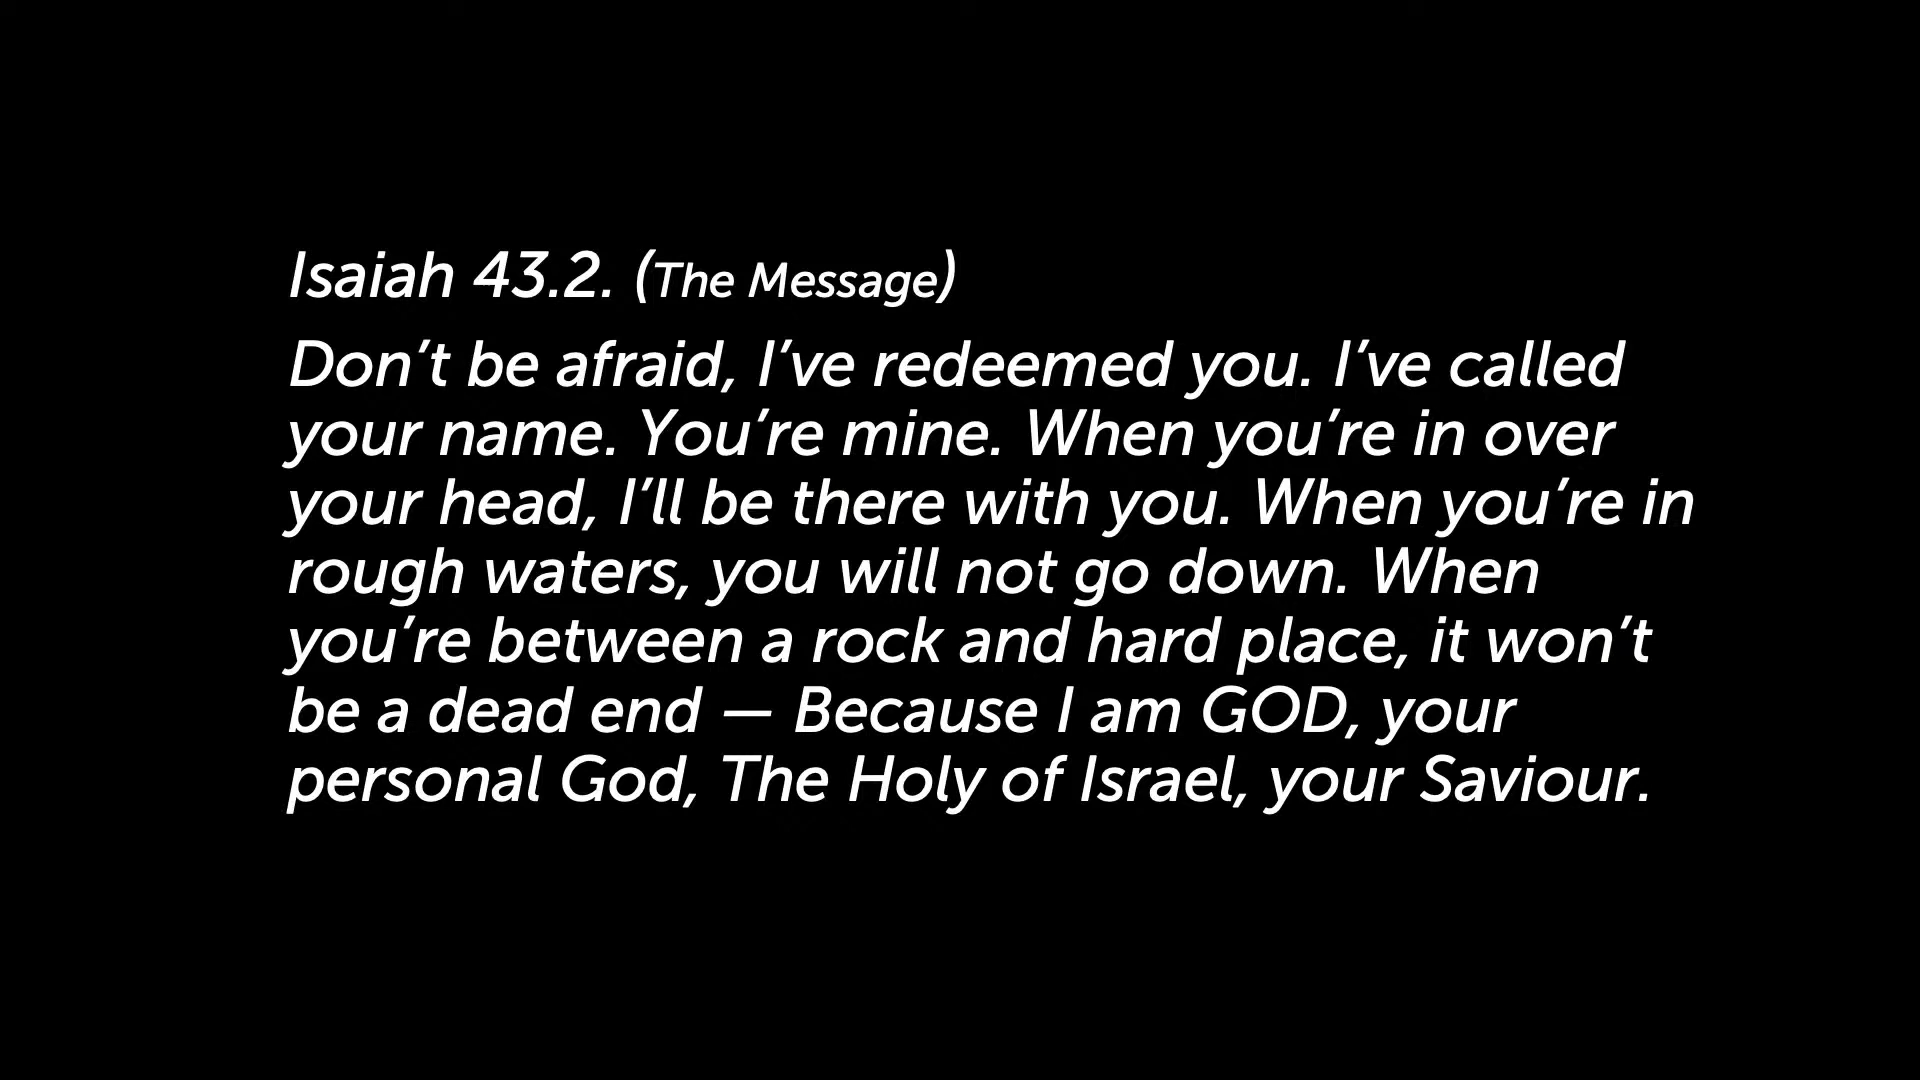 Isaiah 43.2. (The Message)
Don’t be afraid, I’ve redeemed you. I’ve called
your name. You’re mine. When you’re in over
your head, I’ll be there with you. When you’re in
rough waters, you will not go down. When
you’re between a rock and hard place, it won’t
be a dead end — Because I am GOD, your
personal God, The Holy of Israel, your Saviour.